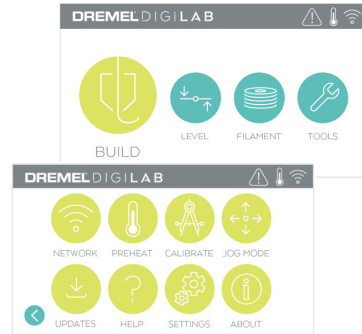 DREMEL DIGILAB
LEVEL FILAMENT TOOLS
BUILD
DREMEL DIGILAB
NETWORK PREHEAT CALIBRATE JOG MODE
UPDATES HELP SETTINGS ABOUT